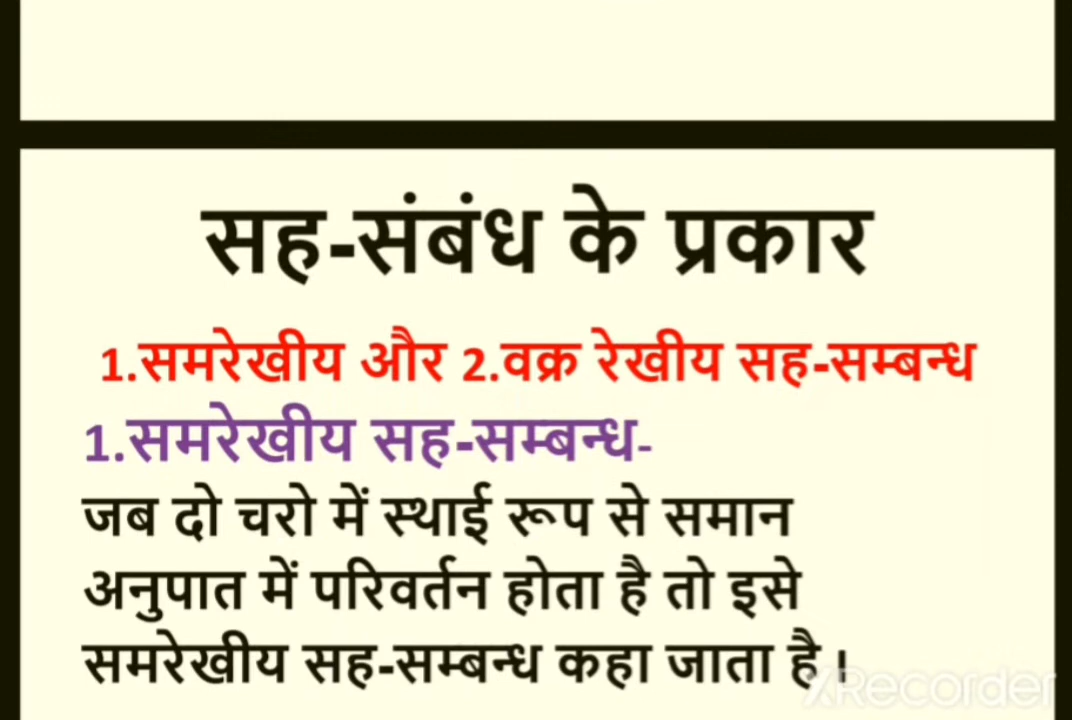 सह-संबंध के प्रकार
1.समरेखीय और 2.वक्र रेखीय सह-सम्बन्ध
1.समरेखीय सह-सम्बन्ध-
जब दो चरो में स्थाई रूप से समान
अनुपात में परिवर्तन होता है तो इसे
समरेखीय सह-सम्बन्ध कहा जाता है।
XRecorder